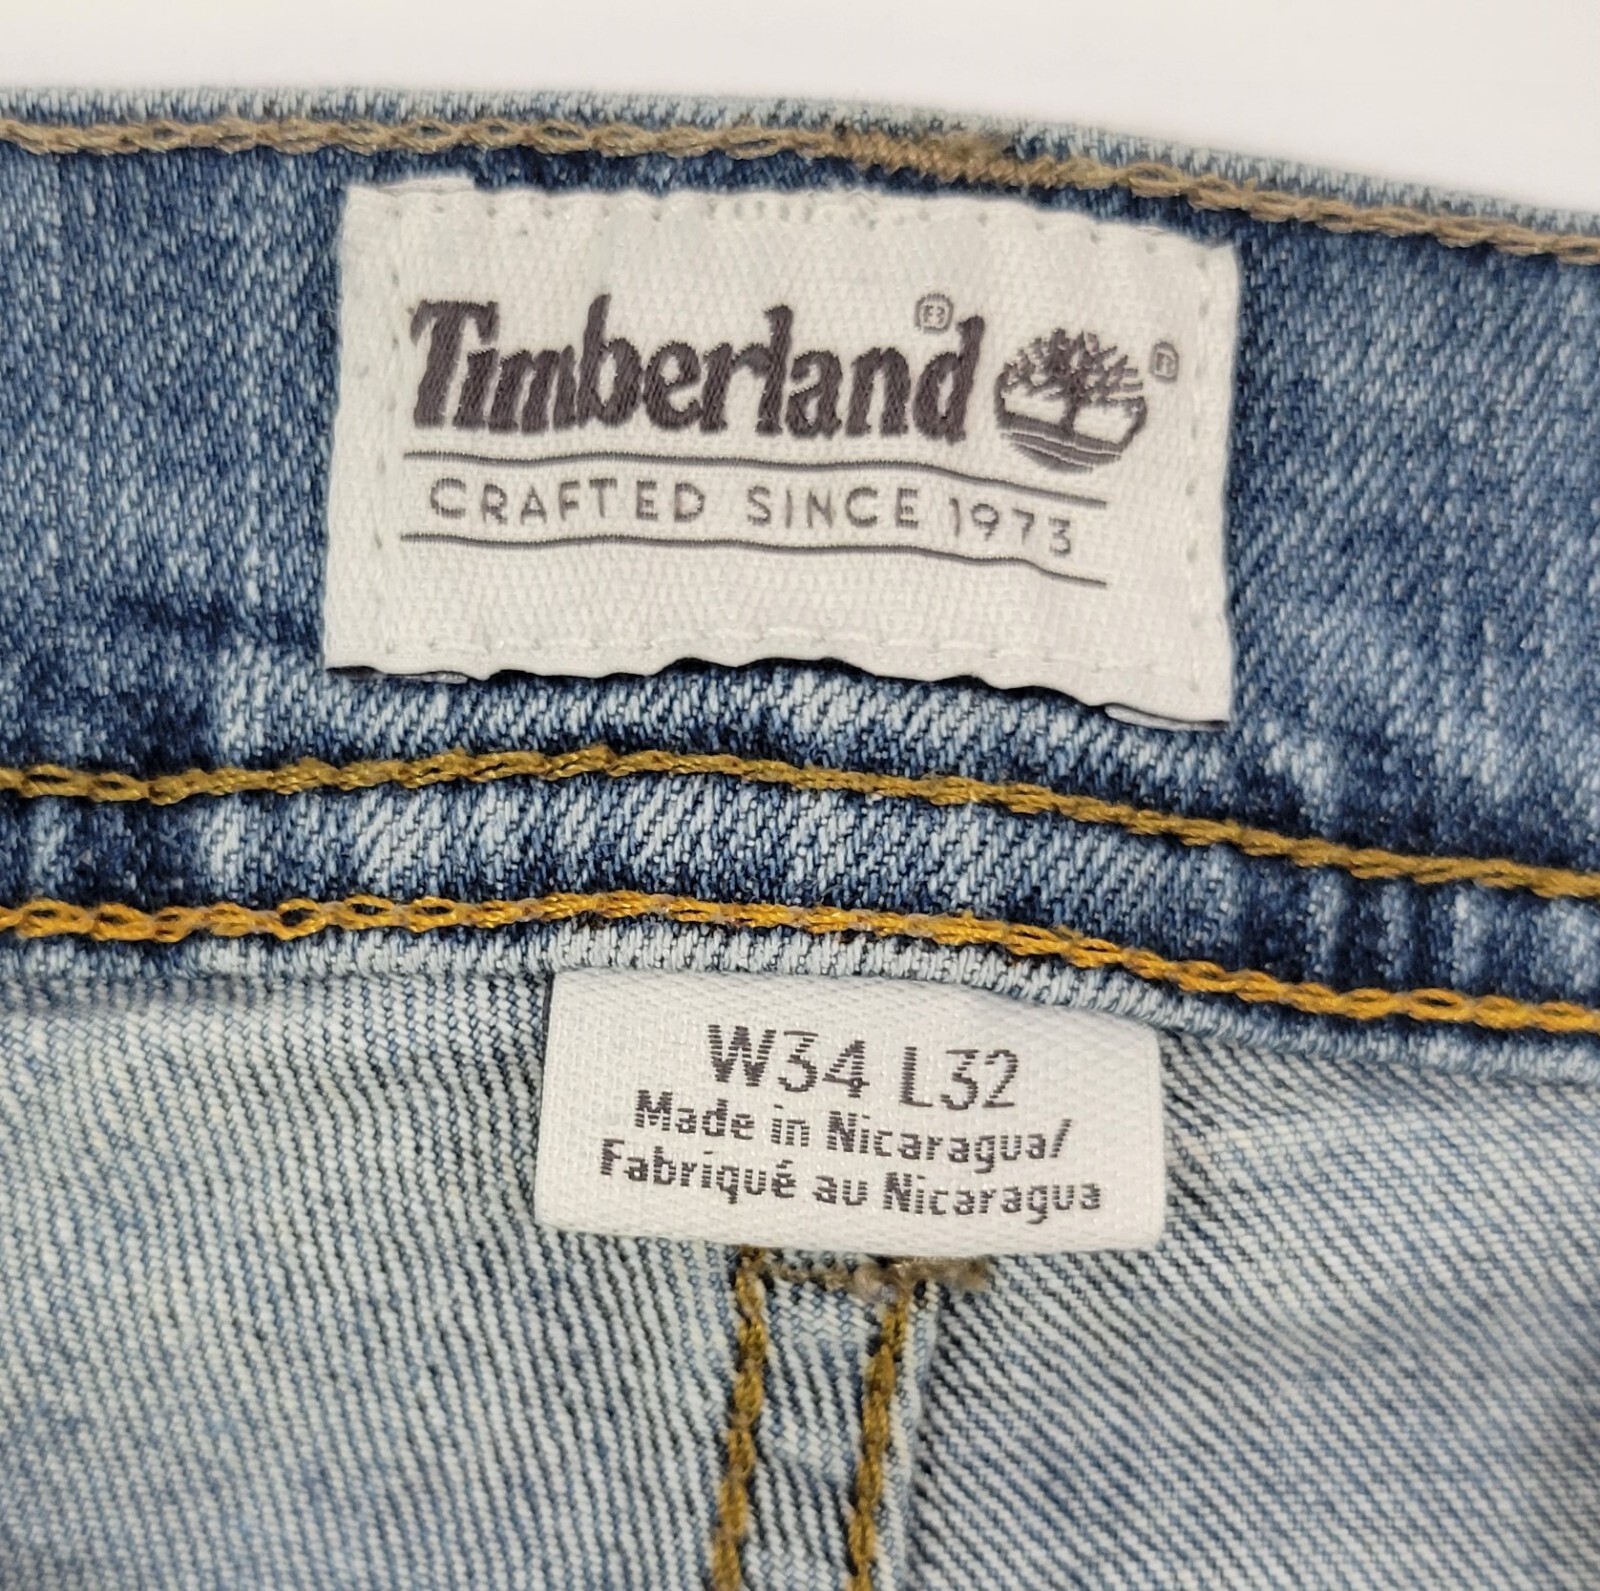 Timberland®
®
CRAFTED SINCE 1973
W34 L32
Made in Nicaragua/
Fabriqué au Nicaragua